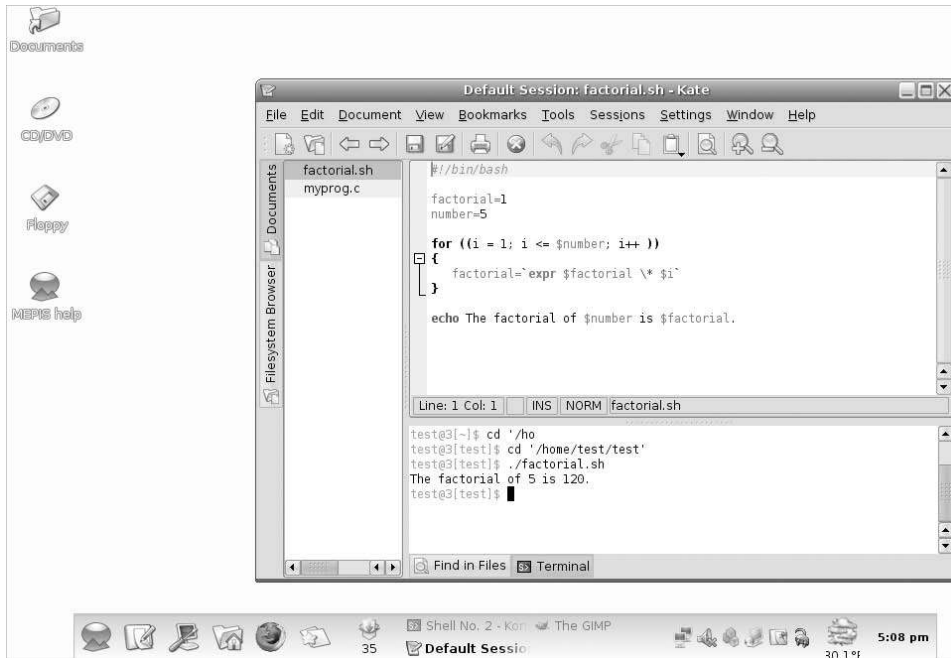 Documents
CD/DVD
Floppy
MEPIS help
Default Session: factorial.sh - Kate
File Edit Document View Bookmarks Tools Sessions Settings Window Help
Documents
Filesystem Browser
factorial.sh
myprog.c
#!/bin/bash
factorial=1
number=5
for ((i = 1; i <= $number; i++ ))
{
factorial=`expr $factorial \* $i`
}
echo The factorial of $number is $factorial.
Line: 1 Col: 1 INS NORM factorial.sh
test@3[~]$ cd '/ho
test@3[test]$ cd '/home/test/test'
test@3[test]$ ./factorial.sh
The factorial of 5 is 120.
test@3[test]$
Find in Files Terminal
35
Shell No. 2 - Kon
The GIMP
Default Sessio
30.1°F
5:08 pm